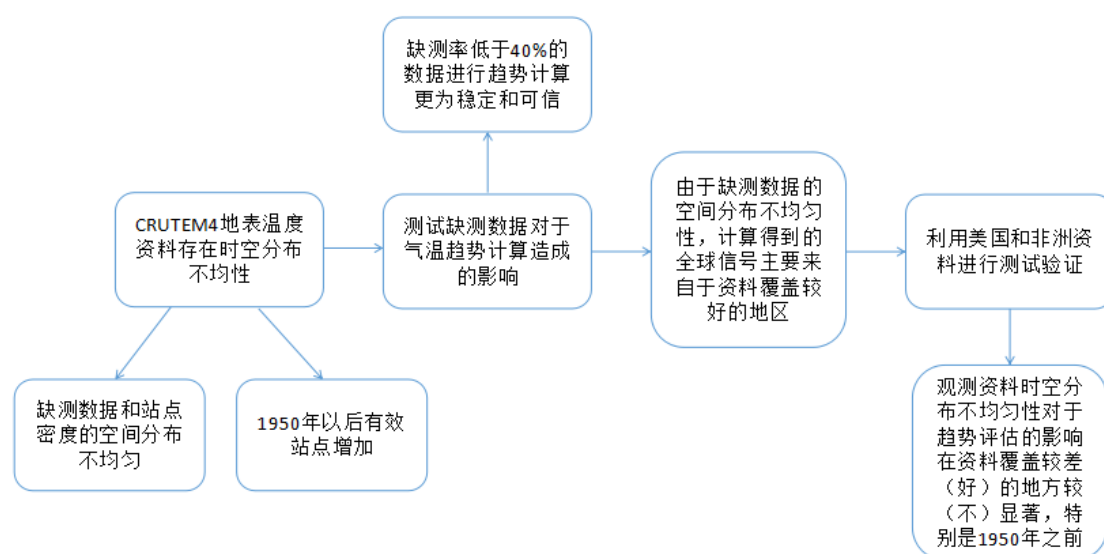 缺测率低于40%的
数据进行趋势计算
更为稳定和可信
CRUTEM4地表温度
资料存在时空分布
不均性
测试缺测数据对于
气温趋势计算造成
的影响
由于缺测数据的
空间分布不均匀
性，计算得到的
全球信号主要来
自于资料覆盖较
好的地区
利用美国和非洲资
料进行测试验证
缺测数据和站点
密度的空间分布
不均匀
1950年以后有效
站点增加
观测资料时空分
布不均匀性对于
趋势评估的影响
在资料覆盖较差
（好）的地方较
（不）显著，特
别是1950年之前